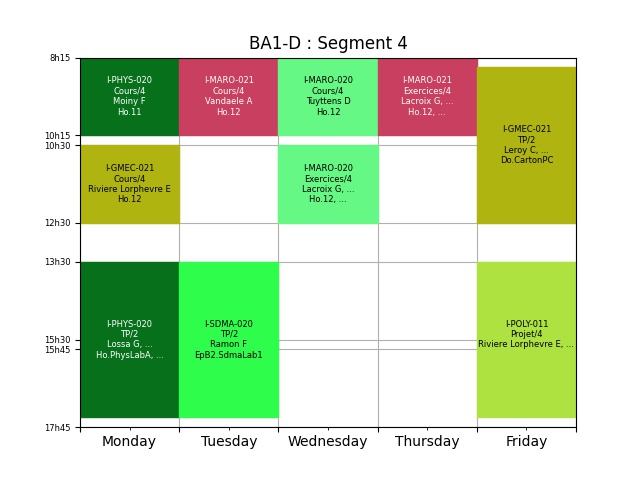 BA1-D : Segment 4
8h15
10h15
10h30
12h30
13h30
15h30
15h45
17h45
I-PHYS-020
Cours/4
Moiny F
Ho.11
I-MARO-021
Cours/4
Vandaele A
Ho.12
I-MARO-020
Cours/4
Tuyttens D
Ho.12
I-MARO-021
Exercices/4
Lacroix G, ...
Ho.12, ...
I-GMEC-021
TP/2
Leroy C, ...
Do.CartonPC
I-GMEC-021
Cours/4
Riviere Lorphevre E
Ho.12
I-MARO-020
Exercices/4
Lacroix G, ...
Ho.12, ...
I-PHYS-020
TP/2
Lossa G, ...
Ho.PhysLabA, ...
I-SDMA-020
TP/2
Ramon F
EpB2.SdmaLab1
I-POLY-011
Projet/4
Riviere Lorphevre E, ...
Monday
Tuesday
Wednesday
Thursday
Friday